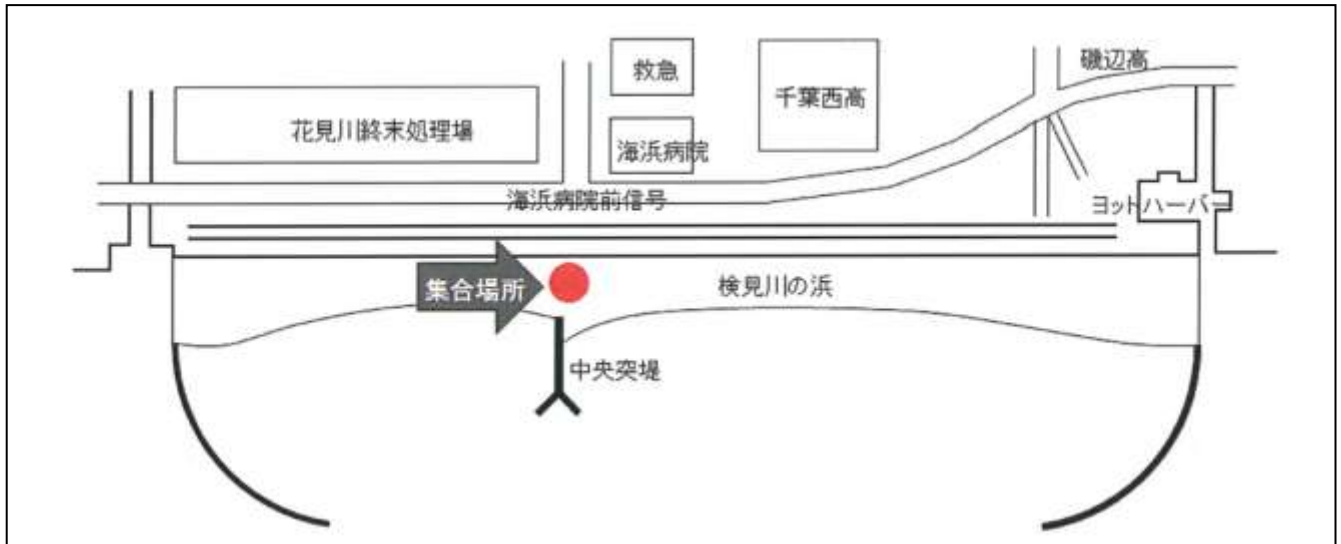 磯辺高
救急
千葉西高
花見川終末処理場
海浜病院
海浜病院前信号
ヨットハーバー
集合場所
検見川の浜
中央突堤